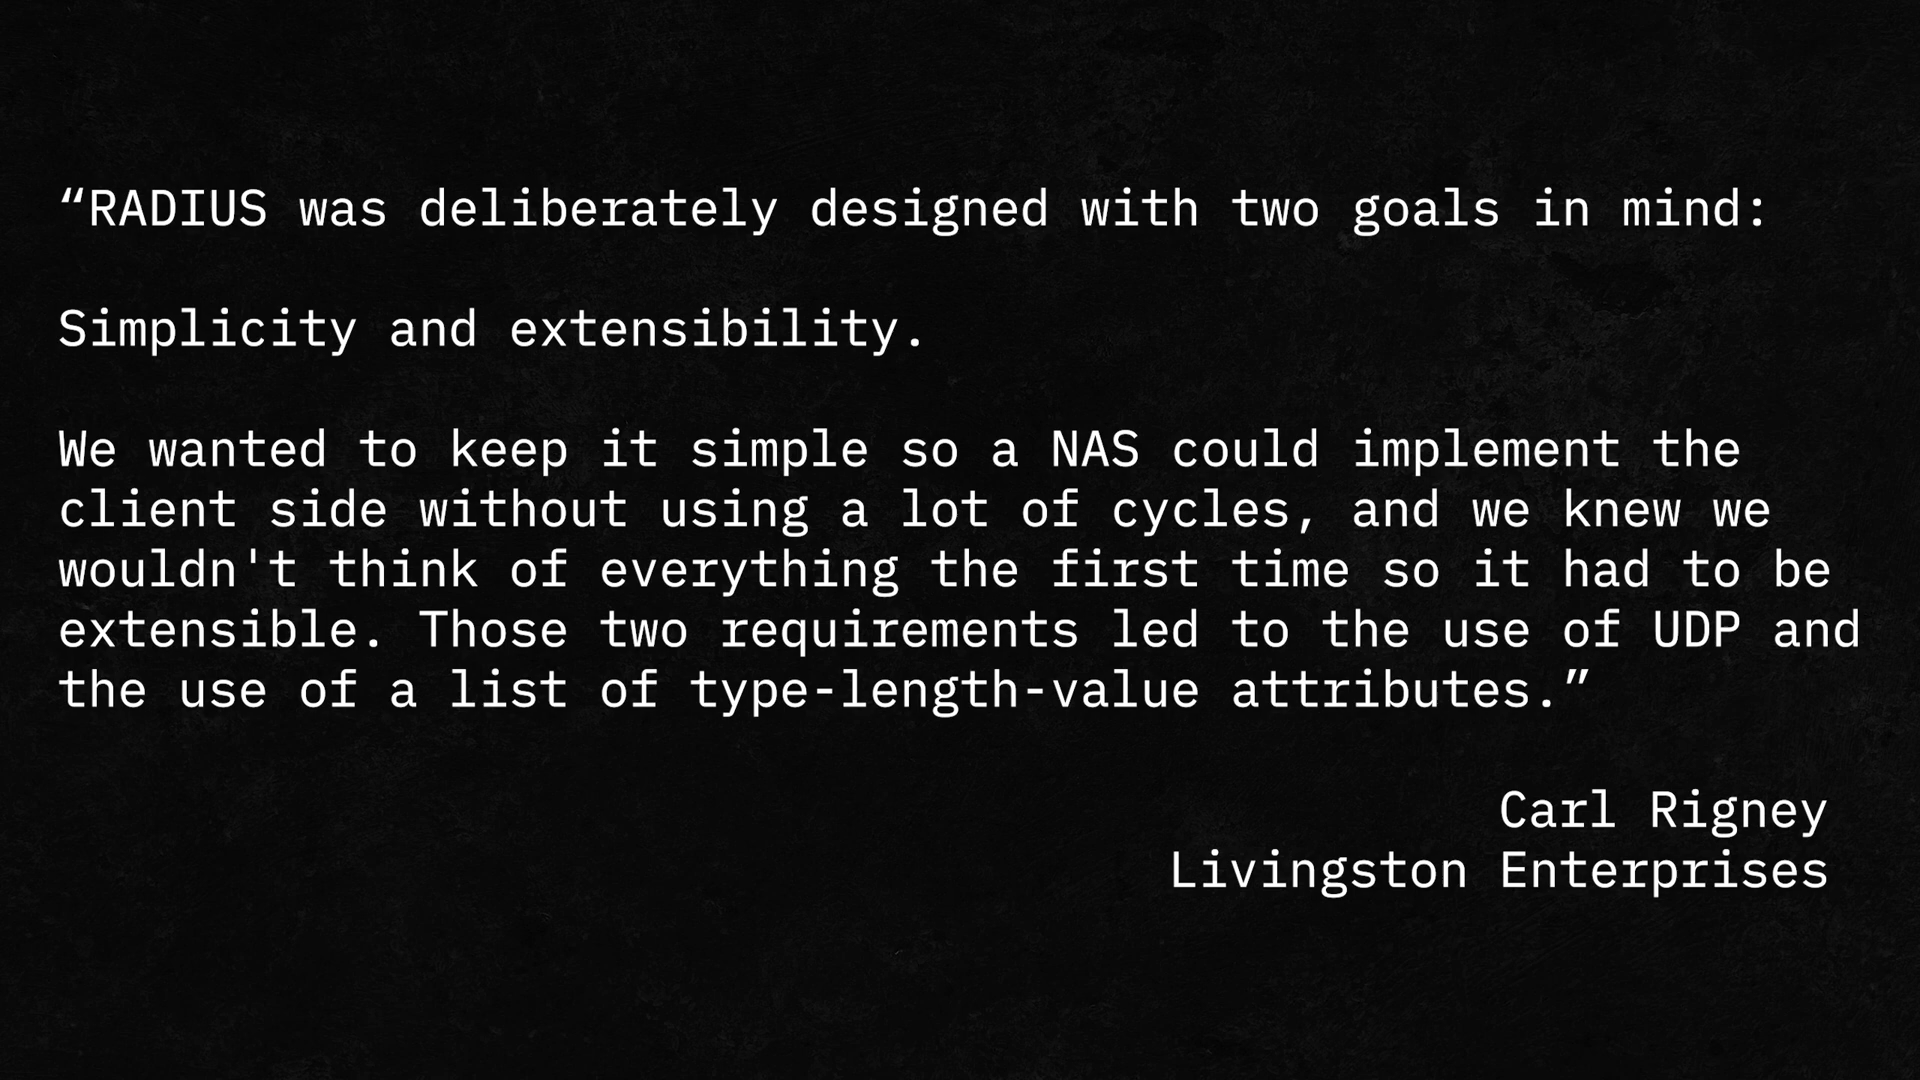 “RADIUS was deliberately designed with two goals in mind:
Simplicity and extensibility.
We wanted to keep it simple so a NAS could implement the
client side without using a lot of cycles, and we knew we
wouldn't think of everything the first time so it had to be
extensible. Those two requirements led to the use of UDP and
the use of a list of type-length-value attributes.”
Carl Rigney
Livingston Enterprises